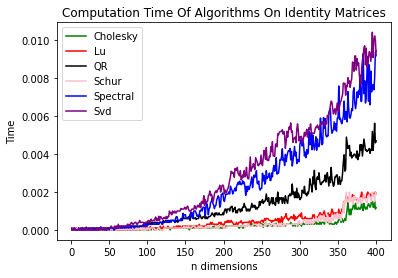 Computation Time Of Algorithms On Identity Matrices
Cholesky
Lu
QR
Schur
Spectral
Svd
0.010
0.008
0.006
0.004
0.002
0.000
Time
0 50 100 150 200 250 300 350 400
n dimensions